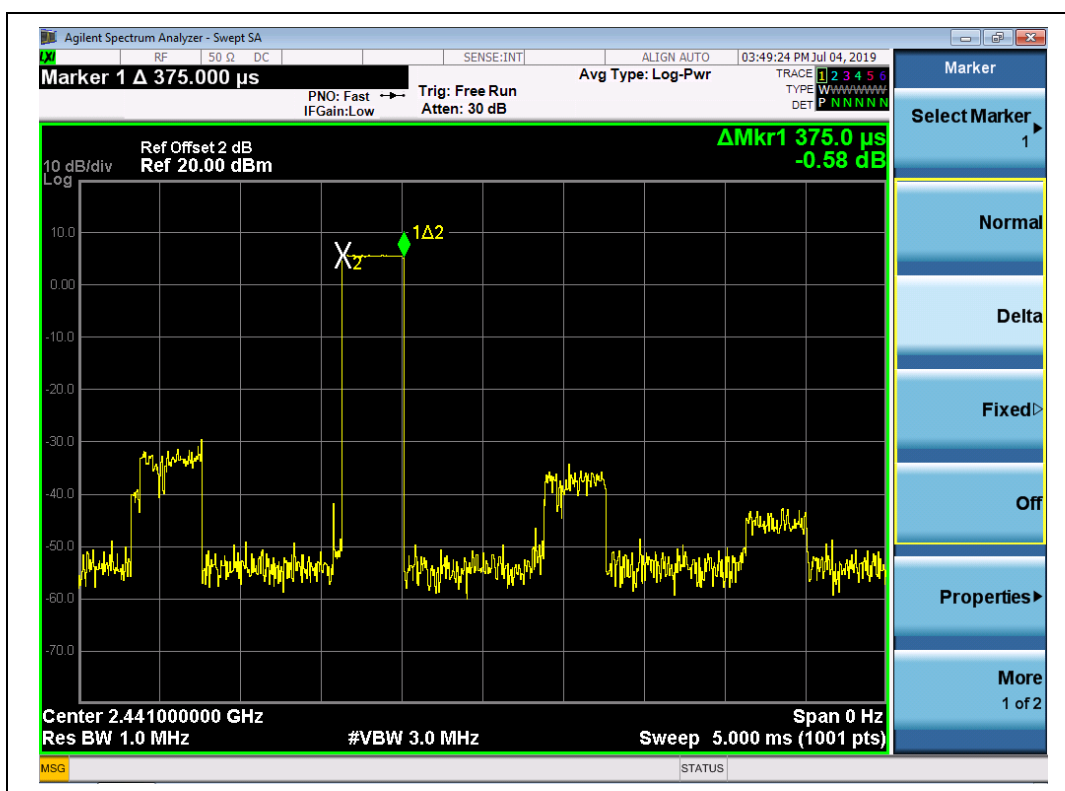 Agilent Spectrum Analyzer - Swept SA
LXI RF 50 Ω DC SENSE:INT ALIGN AUTO 03:49:24 PM Jul 04, 2019
Marker 1 Δ 375.000 µs
Avg Type: Log-Pwr
TRACE 1 2 3 4 5 6
TYPE WWWWWWW
DET P N N N N N
PNO: Fast
IFGain:Low
Trig: Free Run
Atten: 30 dB
ΔMkr1 375.0 µs
-0.58 dB
Ref Offset 2 dB
10 dB/div Ref 20.00 dBm
Log
10.0
0.00
-10.0
-20.0
-30.0
-40.0
-50.0
-60.0
-70.0
1Δ2
X2
Center 2.441000000 GHz Span 0 Hz
Res BW 1.0 MHz #VBW 3.0 MHz Sweep 5.000 ms (1001 pts)
MSG STATUS
Marker
Select Marker
1
Normal
Delta
Fixed
Off
Properties
More
1 of 2